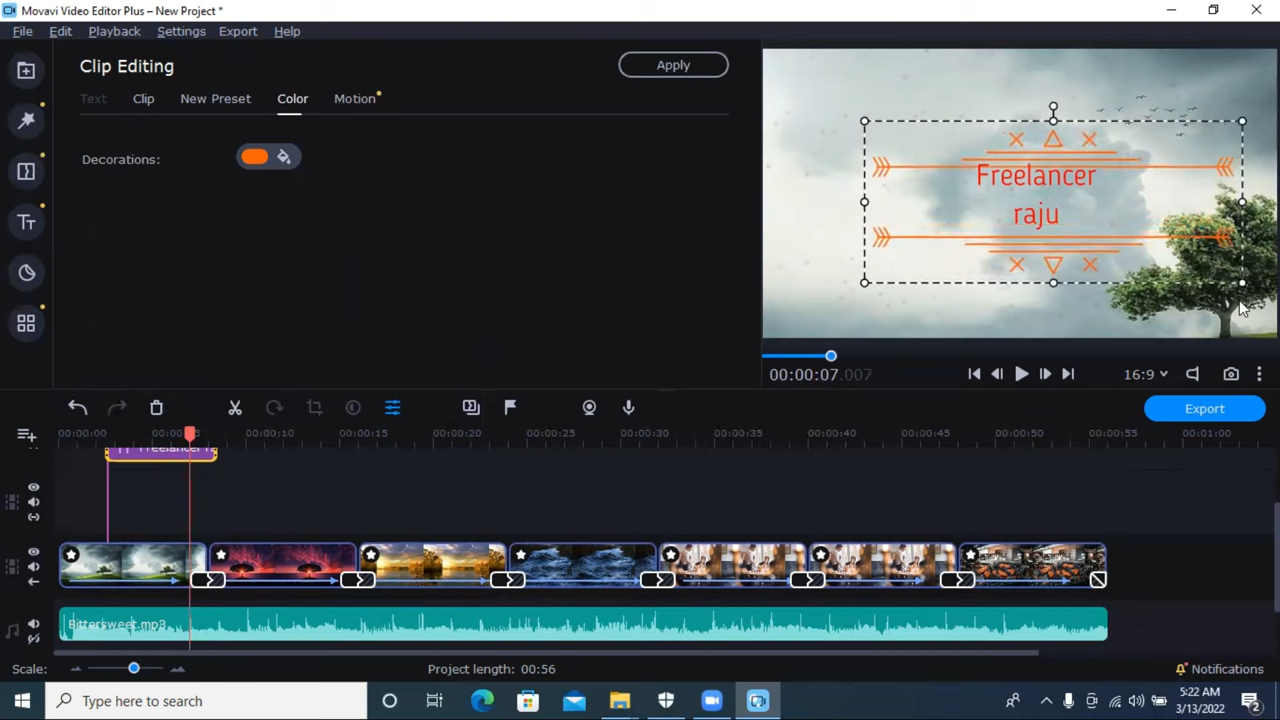 Movavi Video Editor Plus – New Project *
File Edit Playback Settings Export Help
Clip Editing
Apply
Text Clip New Preset Color Motion
Decorations:
Freelancer
raju
00:00:07.007
16:9
Export
00:00:00 00:00:10 00:00:15 00:00:20 00:00:25 00:00:30 00:00:35 00:00:40 00:00:45 00:00:50 00:00:55 00:01:00
Bittersweet.mp3
Scale:
Project length: 00:56
Notifications
Type here to search
5:22 AM
3/13/2022
2